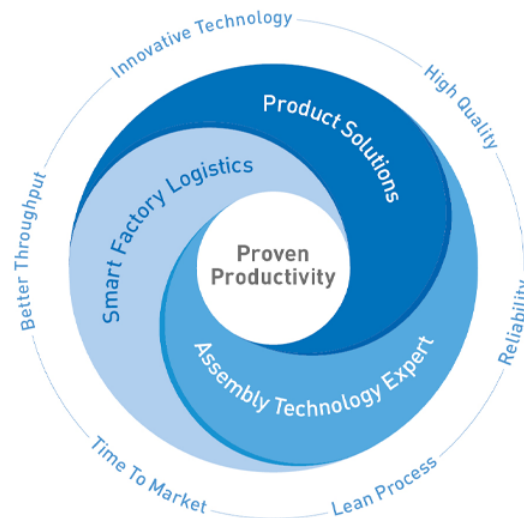 Innovative Technology
High Quality
Reliability
Lean Process
Time To Market
Better Throughput
Product Solutions
Assembly Technology Expert
Smart Factory Logistics
Proven
Productivity